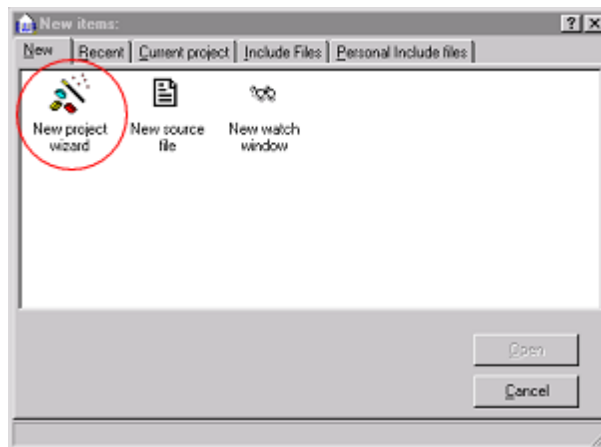 New items:
New Recent Current project Include Files Personal Include files
New project wizard
New source file
New watch window
Open
Cancel